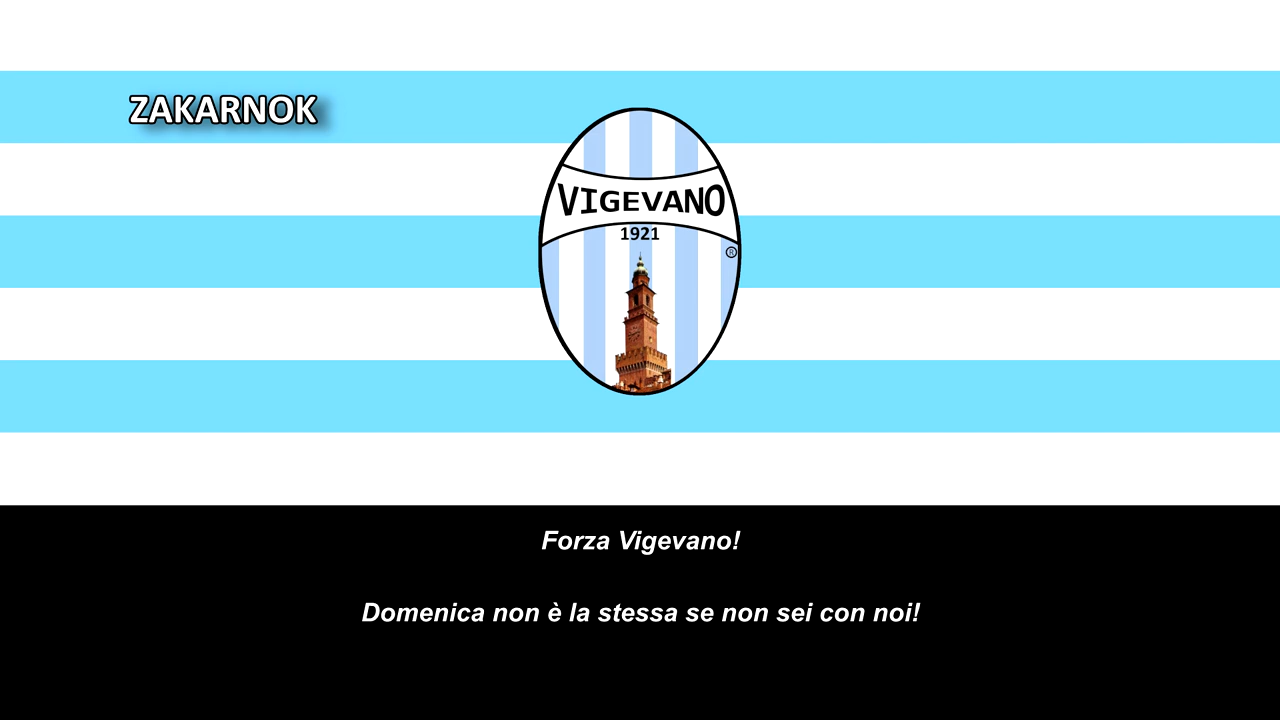 ZAKARNOK
VIGEVANO
1921
®
Forza Vigevano!
Domenica non è la stessa se non sei con noi!